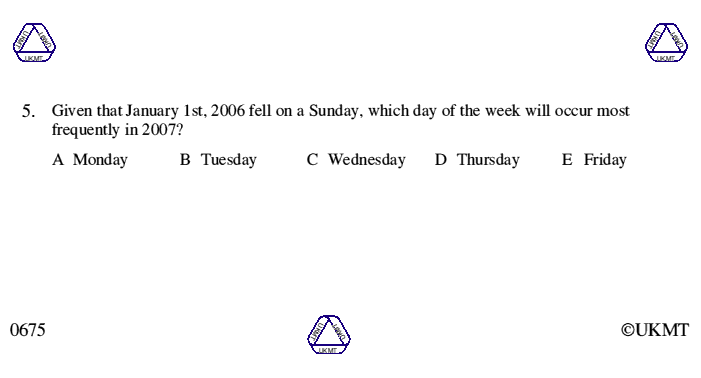 UKMT UKMT UKMT
UKMT UKMT UKMT
5. Given that January 1st, 2006 fell on a Sunday, which day of the week will occur most
frequently in 2007?
A Monday B Tuesday C Wednesday D Thursday E Friday
0675
UKMT UKMT UKMT
©UKMT